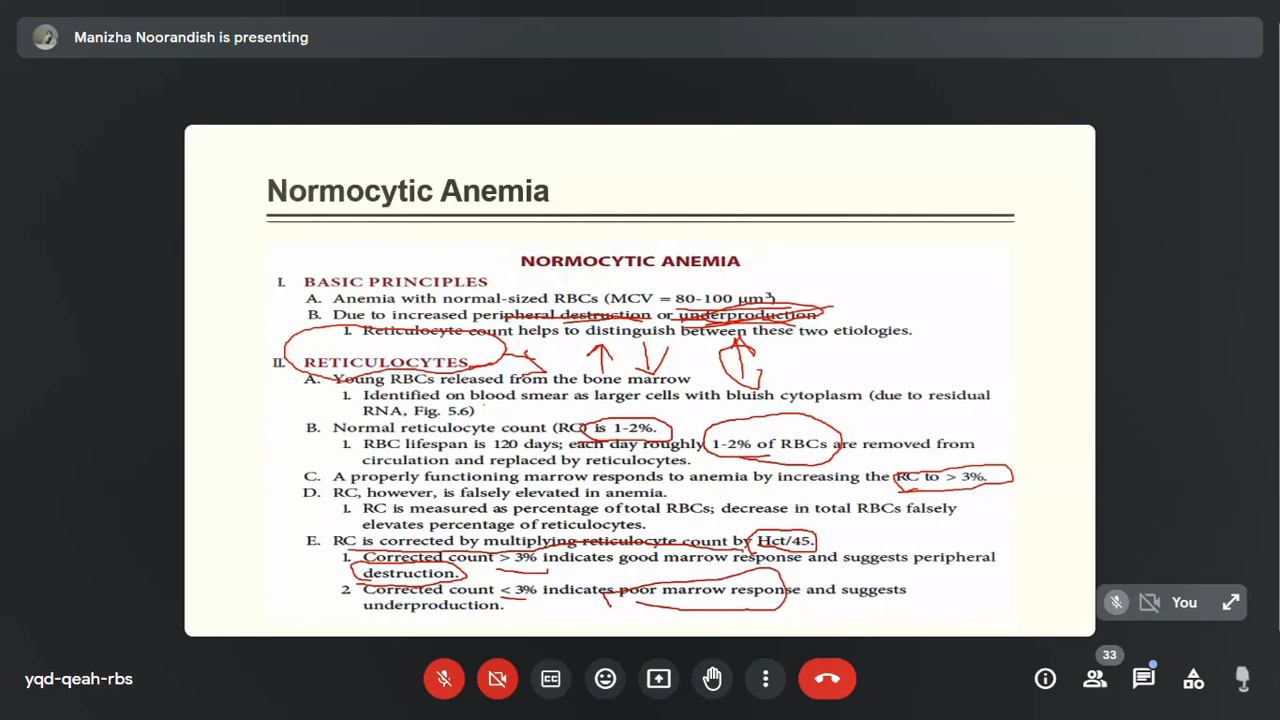 Manizha Noorandish is presenting
Normocytic Anemia
NORMOCYTIC ANEMIA
I. BASIC PRINCIPLES
A. Anemia with normal-sized RBCs (MCV = 80-100 μm³)
B. Due to increased peripheral destruction or underproduction
1. Reticulocyte count helps to distinguish between these two etiologies.
II. RETICULOCYTES
A. Young RBCs released from the bone marrow
1. Identified on blood smear as larger cells with bluish cytoplasm (due to residual
RNA, Fig. 5.6)
B. Normal reticulocyte count (RC) is 1-2%.
1. RBC lifespan is 120 days; each day roughly 1-2% of RBCs are removed from
circulation and replaced by reticulocytes.
C. A properly functioning marrow responds to anemia by increasing the RC to > 3%.
D. RC, however, is falsely elevated in anemia.
1. RC is measured as percentage of total RBCs; decrease in total RBCs falsely
elevates percentage of reticulocytes.
E. RC is corrected by multiplying reticulocyte count by Hct/45.
1. Corrected count > 3% indicates good marrow response and suggests peripheral
destruction.
2 Corrected count < 3% indicates poor marrow response and suggests
underproduction.
You
33
yqd-qeah-rbs
CC